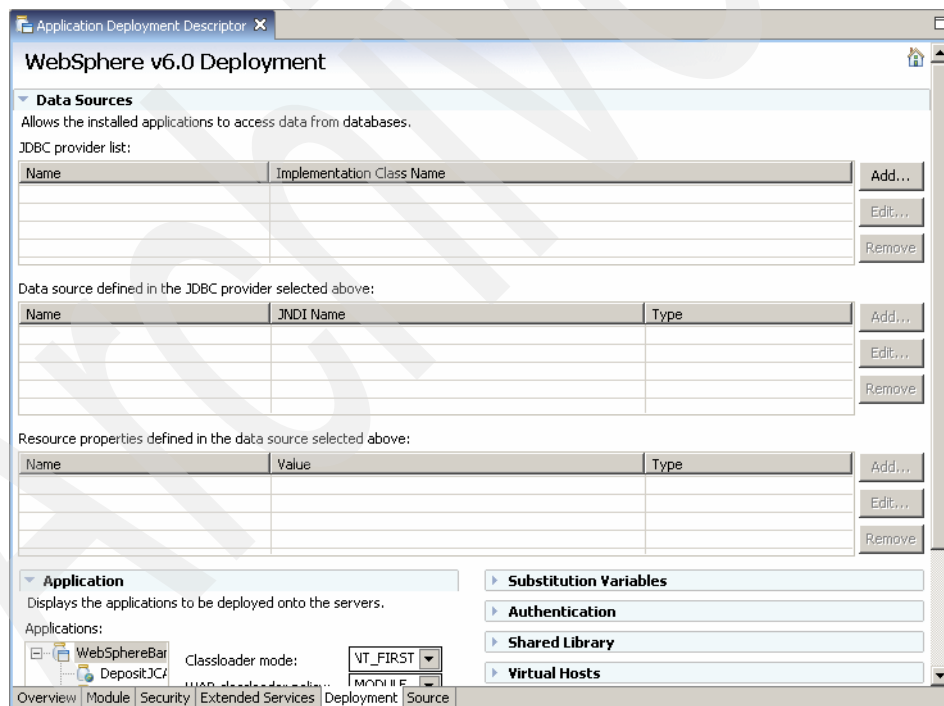 Application Deployment Descriptor
WebSphere v6.0 Deployment
Data Sources
Allows the installed applications to access data from databases.
JDBC provider list:
Name Implementation Class Name
Add...
Edit...
Remove
Data source defined in the JDBC provider selected above:
Name JNDI Name Type
Add...
Edit...
Remove
Resource properties defined in the data source selected above:
Name Value Type
Add...
Edit...
Remove
Application
Displays the applications to be deployed onto the servers.
Applications:
WebSphereBar
DepositJCA
Classloader mode:
NT_FIRST
MODULE
Substitution Variables
Authentication
Shared Library
Virtual Hosts
Overview Module Security Extended Services Deployment Source